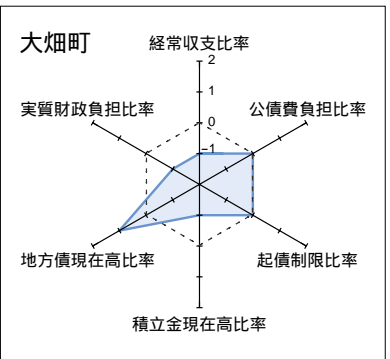 大畑町
経常収支比率
2
1
0
-1
実質財政負担比率
公債費負担比率
地方債現在高比率
起債制限比率
積立金現在高比率